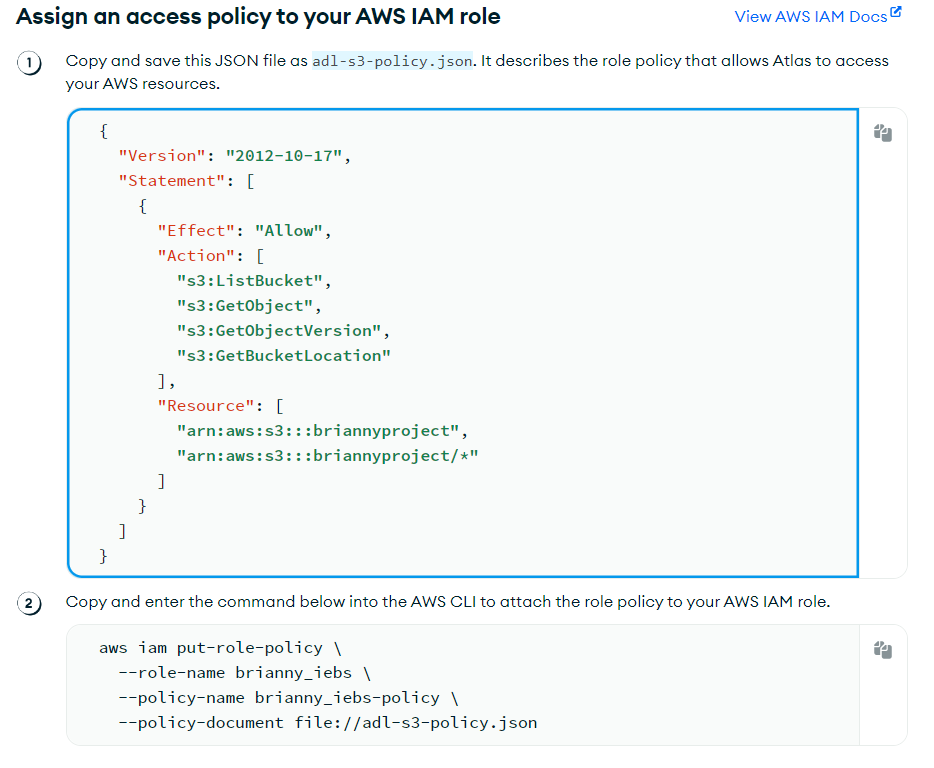 Assign an access policy to your AWS IAM role
View AWS IAM Docs
1
Copy and save this JSON file as adl-s3-policy.json. It describes the role policy that allows Atlas to access
your AWS resources.
{
  "Version": "2012-10-17",
  "Statement": [
    {
      "Effect": "Allow",
      "Action": [
        "s3:ListBucket",
        "s3:GetObject",
        "s3:GetObjectVersion",
        "s3:GetBucketLocation"
      ],
      "Resource": [
        "arn:aws:s3:::briannyproject",
        "arn:aws:s3:::briannyproject/*"
      ]
    }
  ]
}
2
Copy and enter the command below into the AWS CLI to attach the role policy to your AWS IAM role.
aws iam put-role-policy \
  --role-name brianny_iebs \
  --policy-name brianny_iebs-policy \
  --policy-document file://adl-s3-policy.json